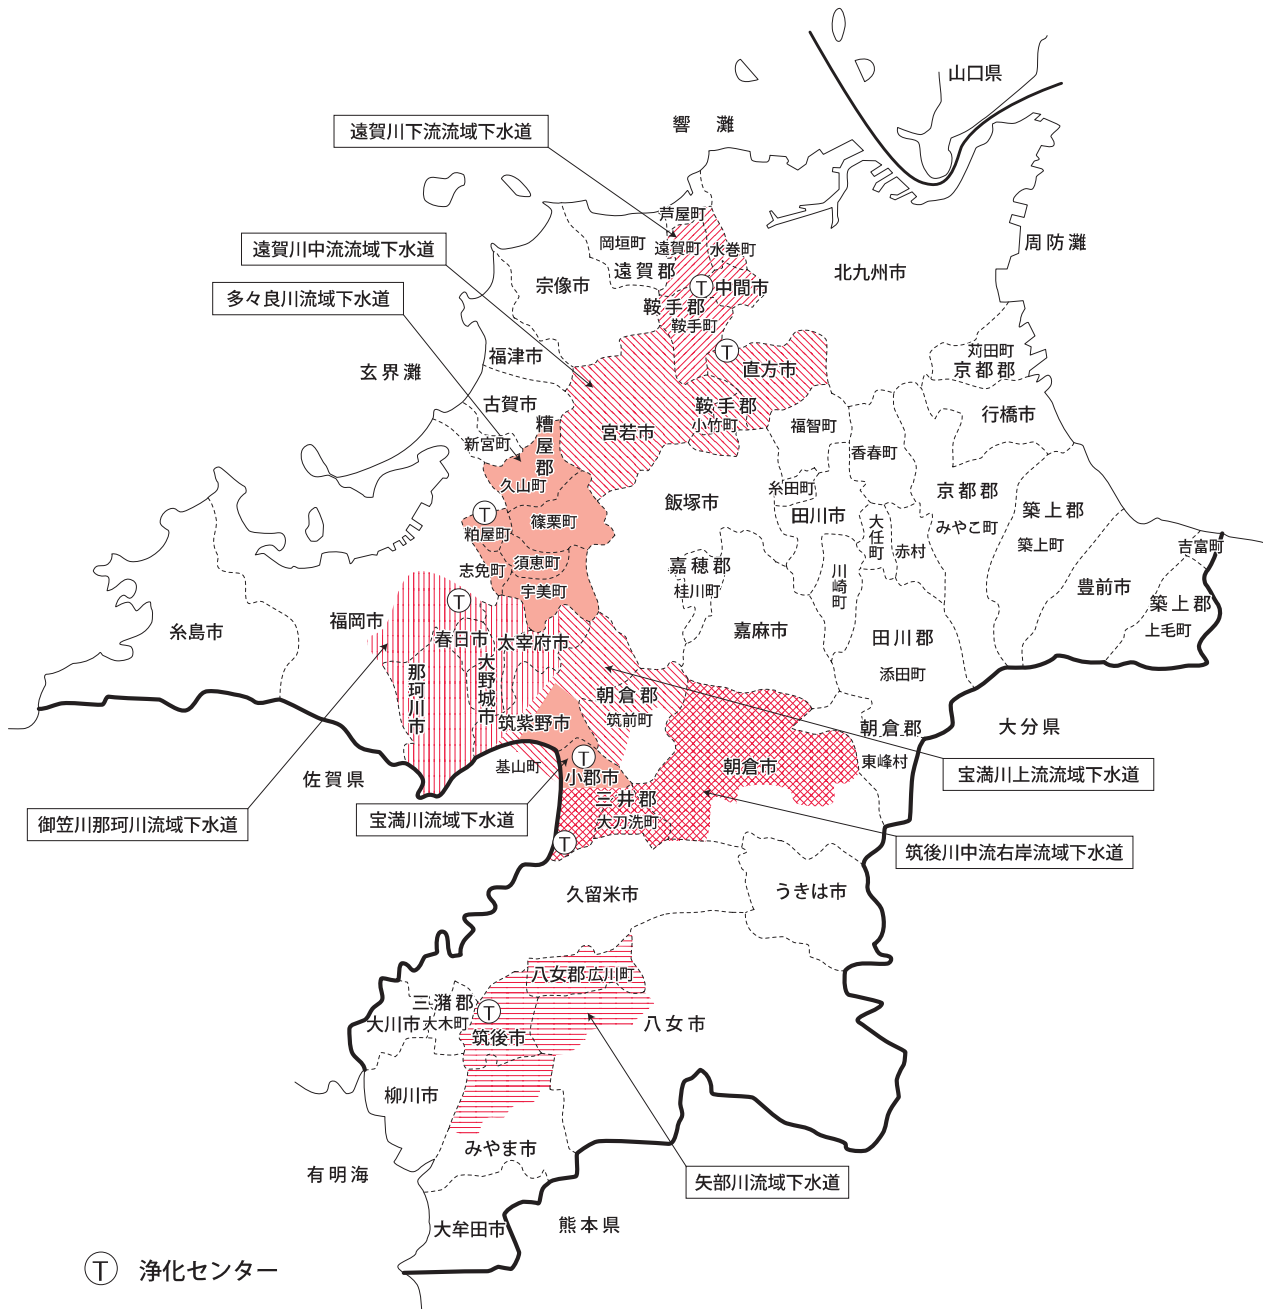 山口県
響 灘
遠賀川下流流域下水道
芦屋町
岡垣町
遠賀町
水巻町
周防灘
遠賀川中流流域下水道
遠賀郡
北九州市
宗像市
T
中間市
多々良川流域下水道
鞍手郡
鞍手町
T
苅田町
福津市
京都郡
玄界灘
直方市
古賀市
鞍手郡
行橋市
糟屋郡
小竹町
福智町
宮若市
新宮町
香春町
久山町
糸田町
京都郡
飯塚市
築上郡
T
田川市
篠栗町
大任町
みやこ町
粕屋町
築上町
吉富町
赤村
須恵町
嘉穂郡
志免町
川崎町
豊前市
宇美町
桂川町
T
築上郡
福岡市
糸島市
嘉麻市
上毛町
春日市
太宰府市
田川郡
大野城市
添田町
那珂川市
朝倉郡
筑前町
筑紫野市
朝倉郡
大分県
T
基山町
朝倉市
東峰村
佐賀県
小郡市
宝満川上流流域下水道
三井郡
宝満川流域下水道
大刀洗町
御笠川那珂川流域下水道
T
筑後川中流右岸流域下水道
久留米市
うきは市
八女郡
広川町
三潴郡
T
大川市
大木町
八女市
筑後市
柳川市
みやま市
有明海
矢部川流域下水道
大牟田市
熊本県
T 浄化センター